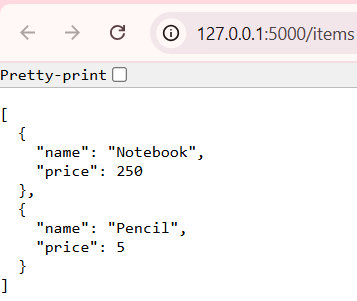 127.0.0.1:5000/items
Pretty-print
[
  {
    "name": "Notebook",
    "price": 250
  },
  {
    "name": "Pencil",
    "price": 5
  }
]